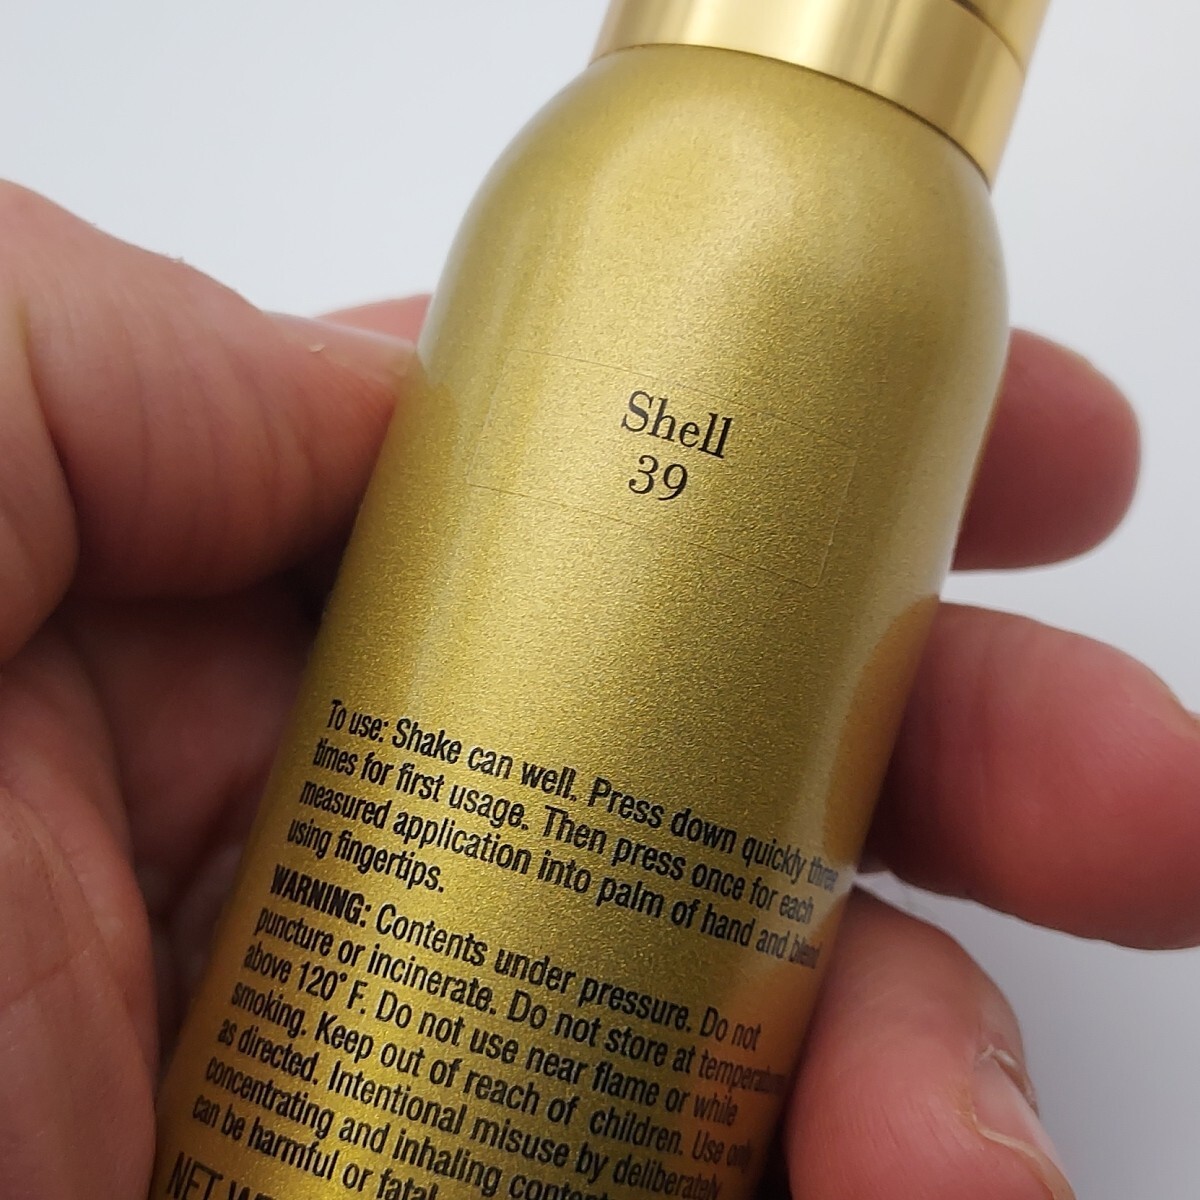 Shell
39
To use: Shake can well. Press down quickly three
times for first usage. Then press once for each
measured application into palm of hand and blend
using fingertips.
WARNING: Contents under pressure. Do not
puncture or incinerate. Do not store at temperatures
above 120° F. Do not use near flame or while
smoking. Keep out of reach of children. Use only
as directed. Intentional misuse by deliberately
concentrating and inhaling
can be harmful or fatal
NET